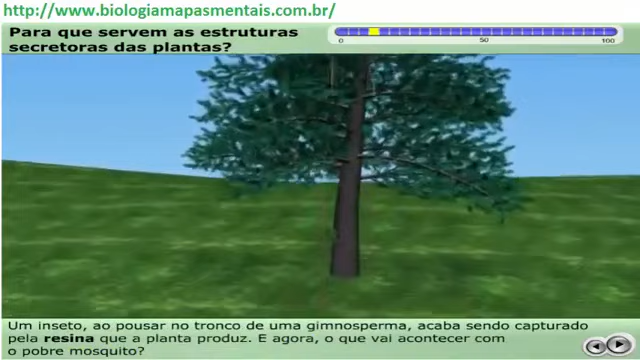 http://www.biologiamapasmentais.com.br/
Para que servem as estruturas
secretoras das plantas?
0 50 100
Um inseto, ao pousar no tronco de uma gimnosperma, acaba sendo capturado
pela resina que a planta produz. E agora, o que vai acontecer com
o pobre mosquito?